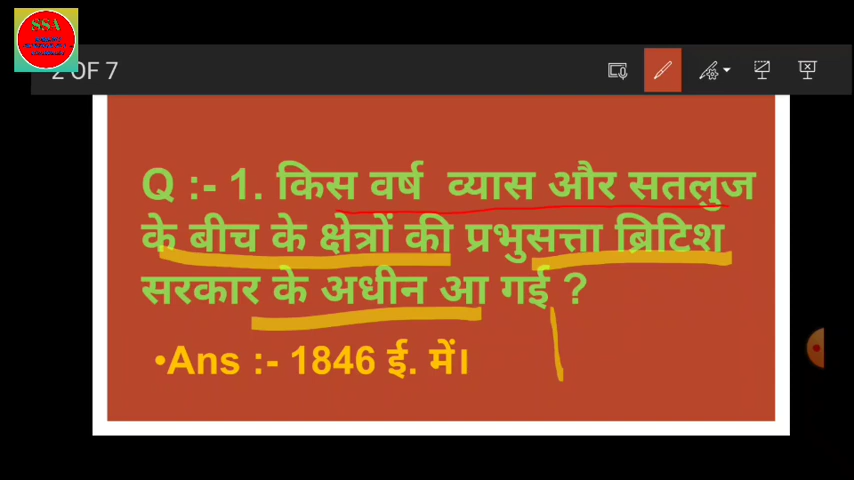 SSA
2 OF 7
Q :- 1. किस वर्ष व्यास और सतलुज
के बीच के क्षेत्रों की प्रभुसत्ता ब्रिटिश
सरकार के अधीन आ गई ?
•Ans :- 1846 ई. में।